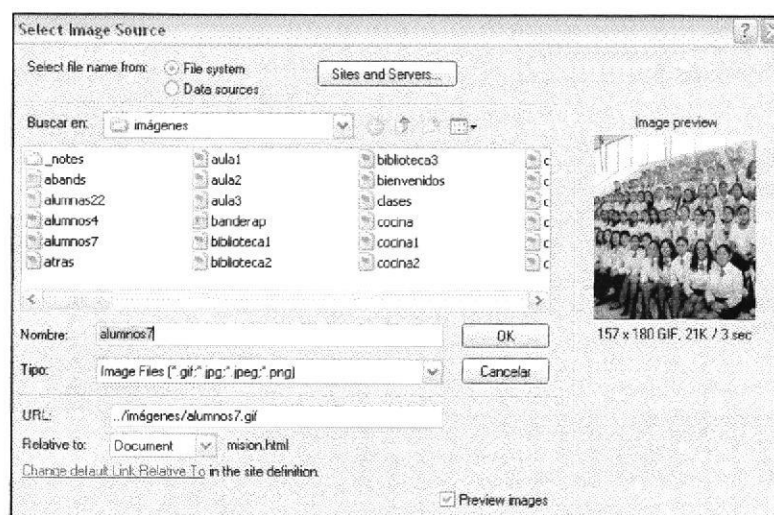 Select Image Source
Select file name from: File system
Data sources
Sites and Servers...
Buscar en: imágenes
Image preview
_notes aula1 biblioteca3
abands aula2 bienvenidos
alumnas22 aula3 clases
alumnos4 banderap cocina
alumnos7 biblioteca1 cocina1
atras biblioteca2 cocina2
Nombre: alumnos7 OK
157 x 180 GIF, 21K / 3 sec
Tipo: Image Files (*.gif;*.jpg;*.jpeg;*.png) Cancelar
URL: ../imágenes/alumnos7.gif
Relative to: Document mision.html
Change default Link Relative To in the site definition.
Preview images